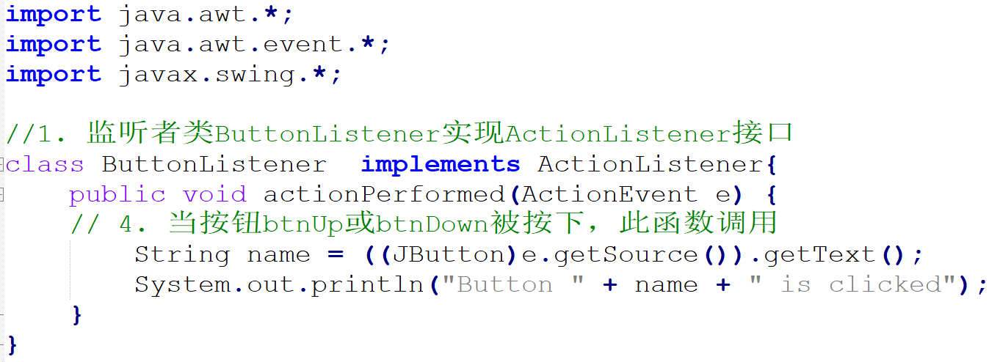 import java.awt.*;
import java.awt.event.*;
import javax.swing.*;
//1. 监听者类ButtonListener实现ActionListener接口
class ButtonListener  implements ActionListener{
    public void actionPerformed(ActionEvent e) {
    // 4. 当按钮btnUp或btnDown被按下，此函数调用
        String name = ((JButton)e.getSource()).getText();
        System.out.println("Button " + name + " is clicked");
    }
}